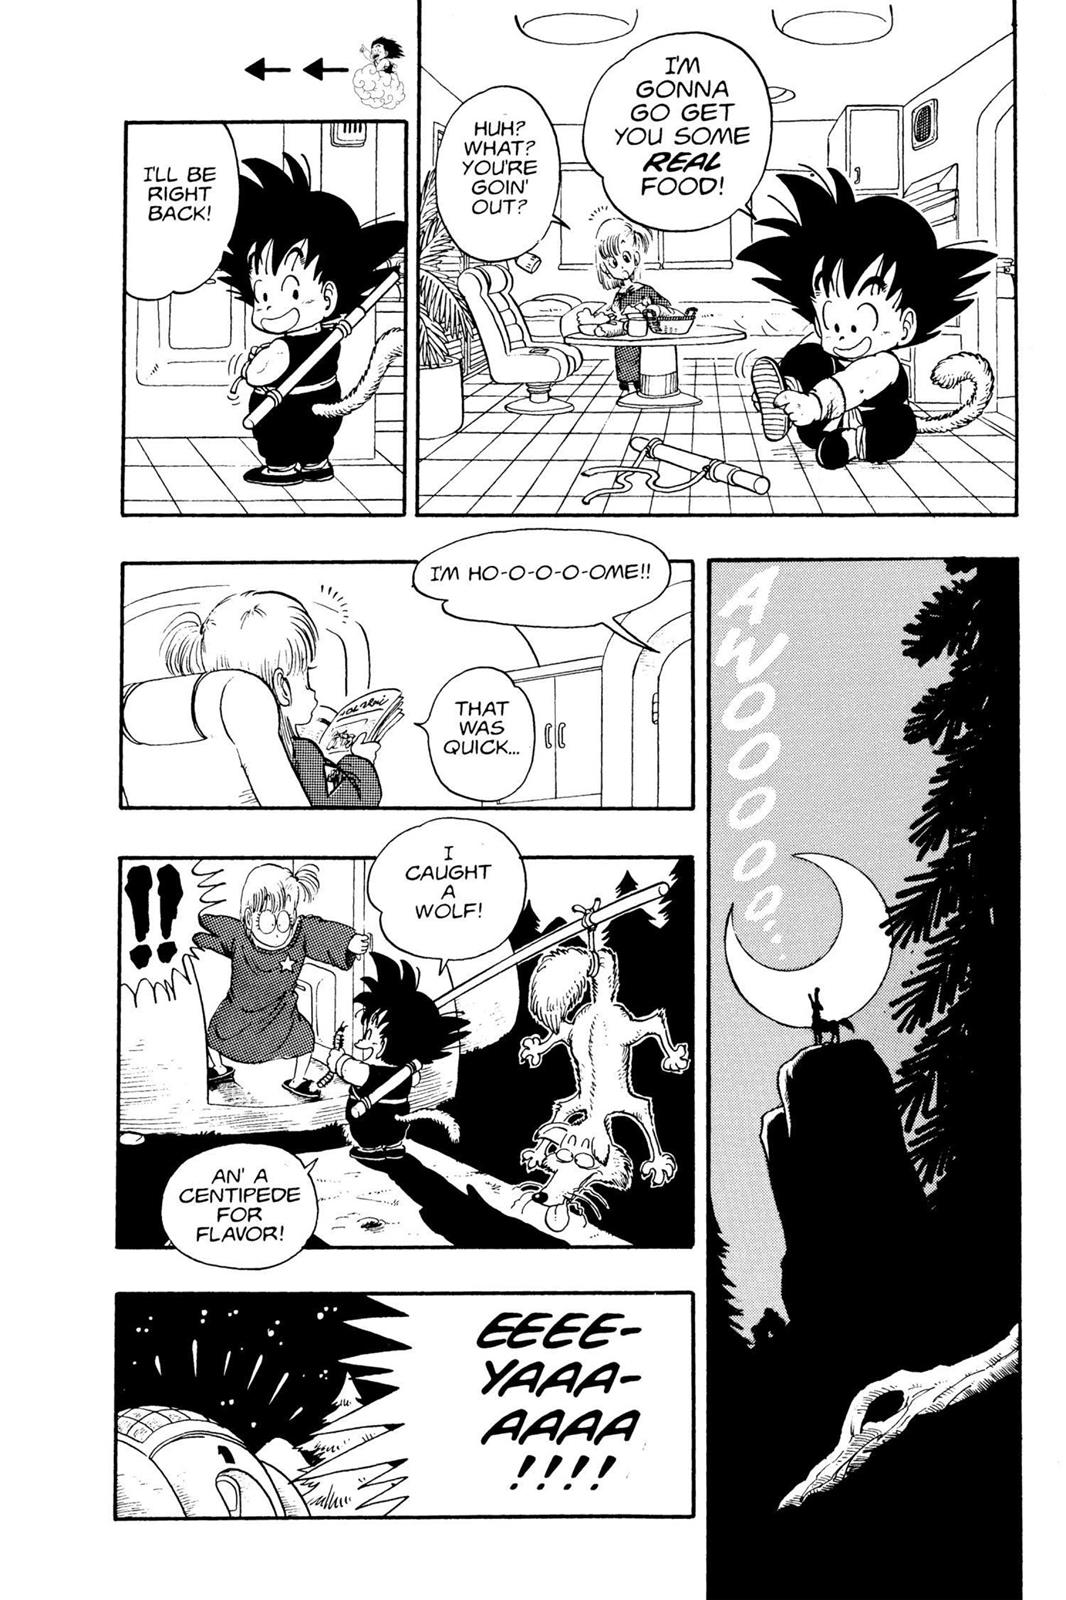 I'M
GONNA
GO GET
YOU SOME
REAL
FOOD!
HUH?
WHAT?
YOU'RE
GOIN'
OUT?
I'LL BE
RIGHT
BACK!
AWOOOOOO...
I'M HO-O-O-O-OME!!
THAT
WAS
QUICK...
!!
I
CAUGHT
A
WOLF!
AN' A
CENTIPEDE
FOR
FLAVOR!
EEEE-
YAAA-
AAAA
!!!!
1